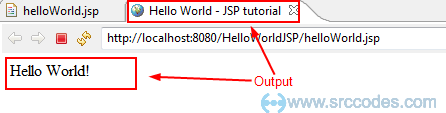 helloWorld.jsp
Hello World - JSP tutorial
http://localhost:8080/HelloWorldJSP/helloWorld.jsp
Hello World!
Output
www.srccodes.com